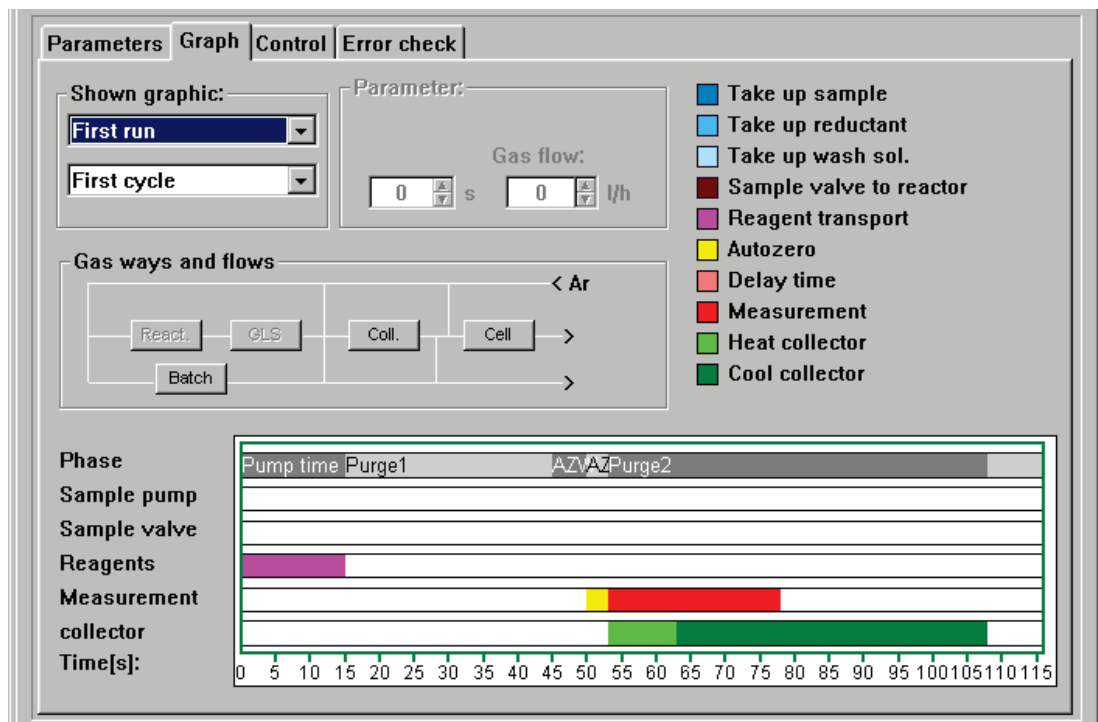 Parameters Graph Control Error check
Shown graphic:
First run
First cycle
Parameter:
Gas flow:
0 s 0 l/h
Take up sample
Take up reductant
Take up wash sol.
Sample valve to reactor
Reagent transport
Autozero
Delay time
Measurement
Heat collector
Cool collector
Gas ways and flows
< Ar
React. GLS Coll. Cell >
Batch >
Phase Pump time Purge1 AZW AZ Purge2
Sample pump
Sample valve
Reagents
Measurement
collector
Time[s]: 0 5 10 15 20 25 30 35 40 45 50 55 60 65 70 75 80 85 90 95 100 105 110 115